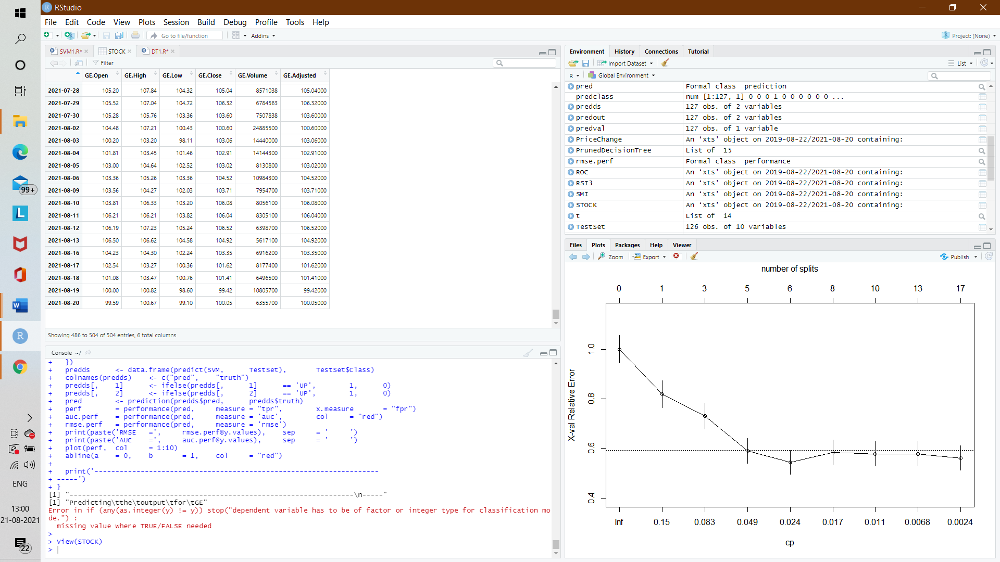 RStudio
File Edit Code View Plots Session Build Debug Profile Tools Help
Go to file/function Addins Project: (None)
SVM1.R* STOCK DT1.R*
Filter
GE.Open GE.High GE.Low GE.Close GE.Volume GE.Adjusted
2021-07-28 105.20 107.84 104.32 105.04 8571038 105.04000
2021-07-29 105.52 107.04 104.72 106.32 6784563 106.32000
2021-07-30 105.28 105.76 103.36 103.60 7507838 103.60000
2021-08-02 104.48 107.21 100.43 100.60 24885500 100.60000
2021-08-03 100.20 103.20 98.11 103.06 14440000 103.06000
2021-08-04 101.81 103.45 101.46 102.91 14144300 102.91000
2021-08-05 103.00 104.64 102.52 103.02 8130800 103.02000
2021-08-06 103.36 105.26 103.36 104.52 10984300 104.52000
2021-08-09 103.56 104.27 102.03 103.71 7954700 103.71000
2021-08-10 103.81 106.33 103.20 106.08 8056100 106.08000
2021-08-11 106.21 106.21 103.82 106.04 8305100 106.04000
2021-08-12 106.19 107.23 105.24 106.52 6398700 106.52000
2021-08-13 106.50 106.62 104.58 104.92 5617100 104.92000
2021-08-16 104.23 104.30 102.24 103.35 6916200 103.35000
2021-08-17 102.54 103.27 100.36 101.62 8177400 101.62000
2021-08-18 101.08 103.47 100.76 101.41 6496500 101.41000
2021-08-19 100.00 100.82 98.60 99.42 10805700 99.42000
2021-08-20 99.59 100.67 99.10 100.05 6355700 100.05000
Showing 486 to 504 of 504 entries, 6 total columns
Console ~/
+ })
+ predds <- data.frame(predict(SVM, TestSet), TestSet$Class)
+ colnames(predds) <- c("pred", "truth")
+ predds[, 1] <- ifelse(predds[, 1] == 'UP', 1, 0)
+ predds[, 2] <- ifelse(predds[, 2] == 'UP', 1, 0)
+ pred <- prediction(predds$pred, predds$truth)
+ perf = performance(pred, measure = "tpr", x.measure = "fpr")
+ auc.perf = performance(pred, measure = 'auc', col = "red")
+ rmse.perf = performance(pred, measure = 'rmse')
+ print(paste('RMSE =', rmse.perf@y.values), sep = ' ')
+ print(paste('AUC =', auc.perf@y.values), sep = ' ')
+ plot(perf, col = 1:10)
+ abline(a = 0, b = 1, col = "red")
+
+ print('--------------------------------------------------------------------
+ -----')
+ }
[1] "--------------------------------------------------------------------\n-----"
[1] "Predicting\tthe\toutput\tfor\tGE"
Error in if (any(as.integer(y) != y)) stop("dependent variable has to be of factor or integer type for classification mo
de.") :
missing value where TRUE/FALSE needed
>
> View(STOCK)
>
Environment History Connections Tutorial
Import Dataset List
R Global Environment
pred Formal class prediction
predclass num [1:127, 1] 0 0 0 1 0 0 0 0 0 0 ...
predds 127 obs. of 2 variables
predout 127 obs. of 2 variables
predval 127 obs. of 1 variable
PriceChange An ‘xts’ object on 2019-08-22/2021-08-20 containing:
PrunedDecisionTree List of 15
rmse.perf Formal class performance
ROC An ‘xts’ object on 2019-08-22/2021-08-20 containing:
RSI3 An ‘xts’ object on 2019-08-22/2021-08-20 containing:
SMI An ‘xts’ object on 2019-08-22/2021-08-20 containing:
STOCK An ‘xts’ object on 2019-08-22/2021-08-20 containing:
t List of 14
TestSet 126 obs. of 10 variables
Files Plots Packages Help Viewer
Zoom Export Publish
number of splits
0 1 3 5 6 8 10 13 17
X-val Relative Error
1.0
0.8
0.6
0.4
Inf 0.15 0.083 0.049 0.024 0.017 0.011 0.0068 0.0024
cp
99+
L
W
R
ENG
13:00
21-08-2021
22